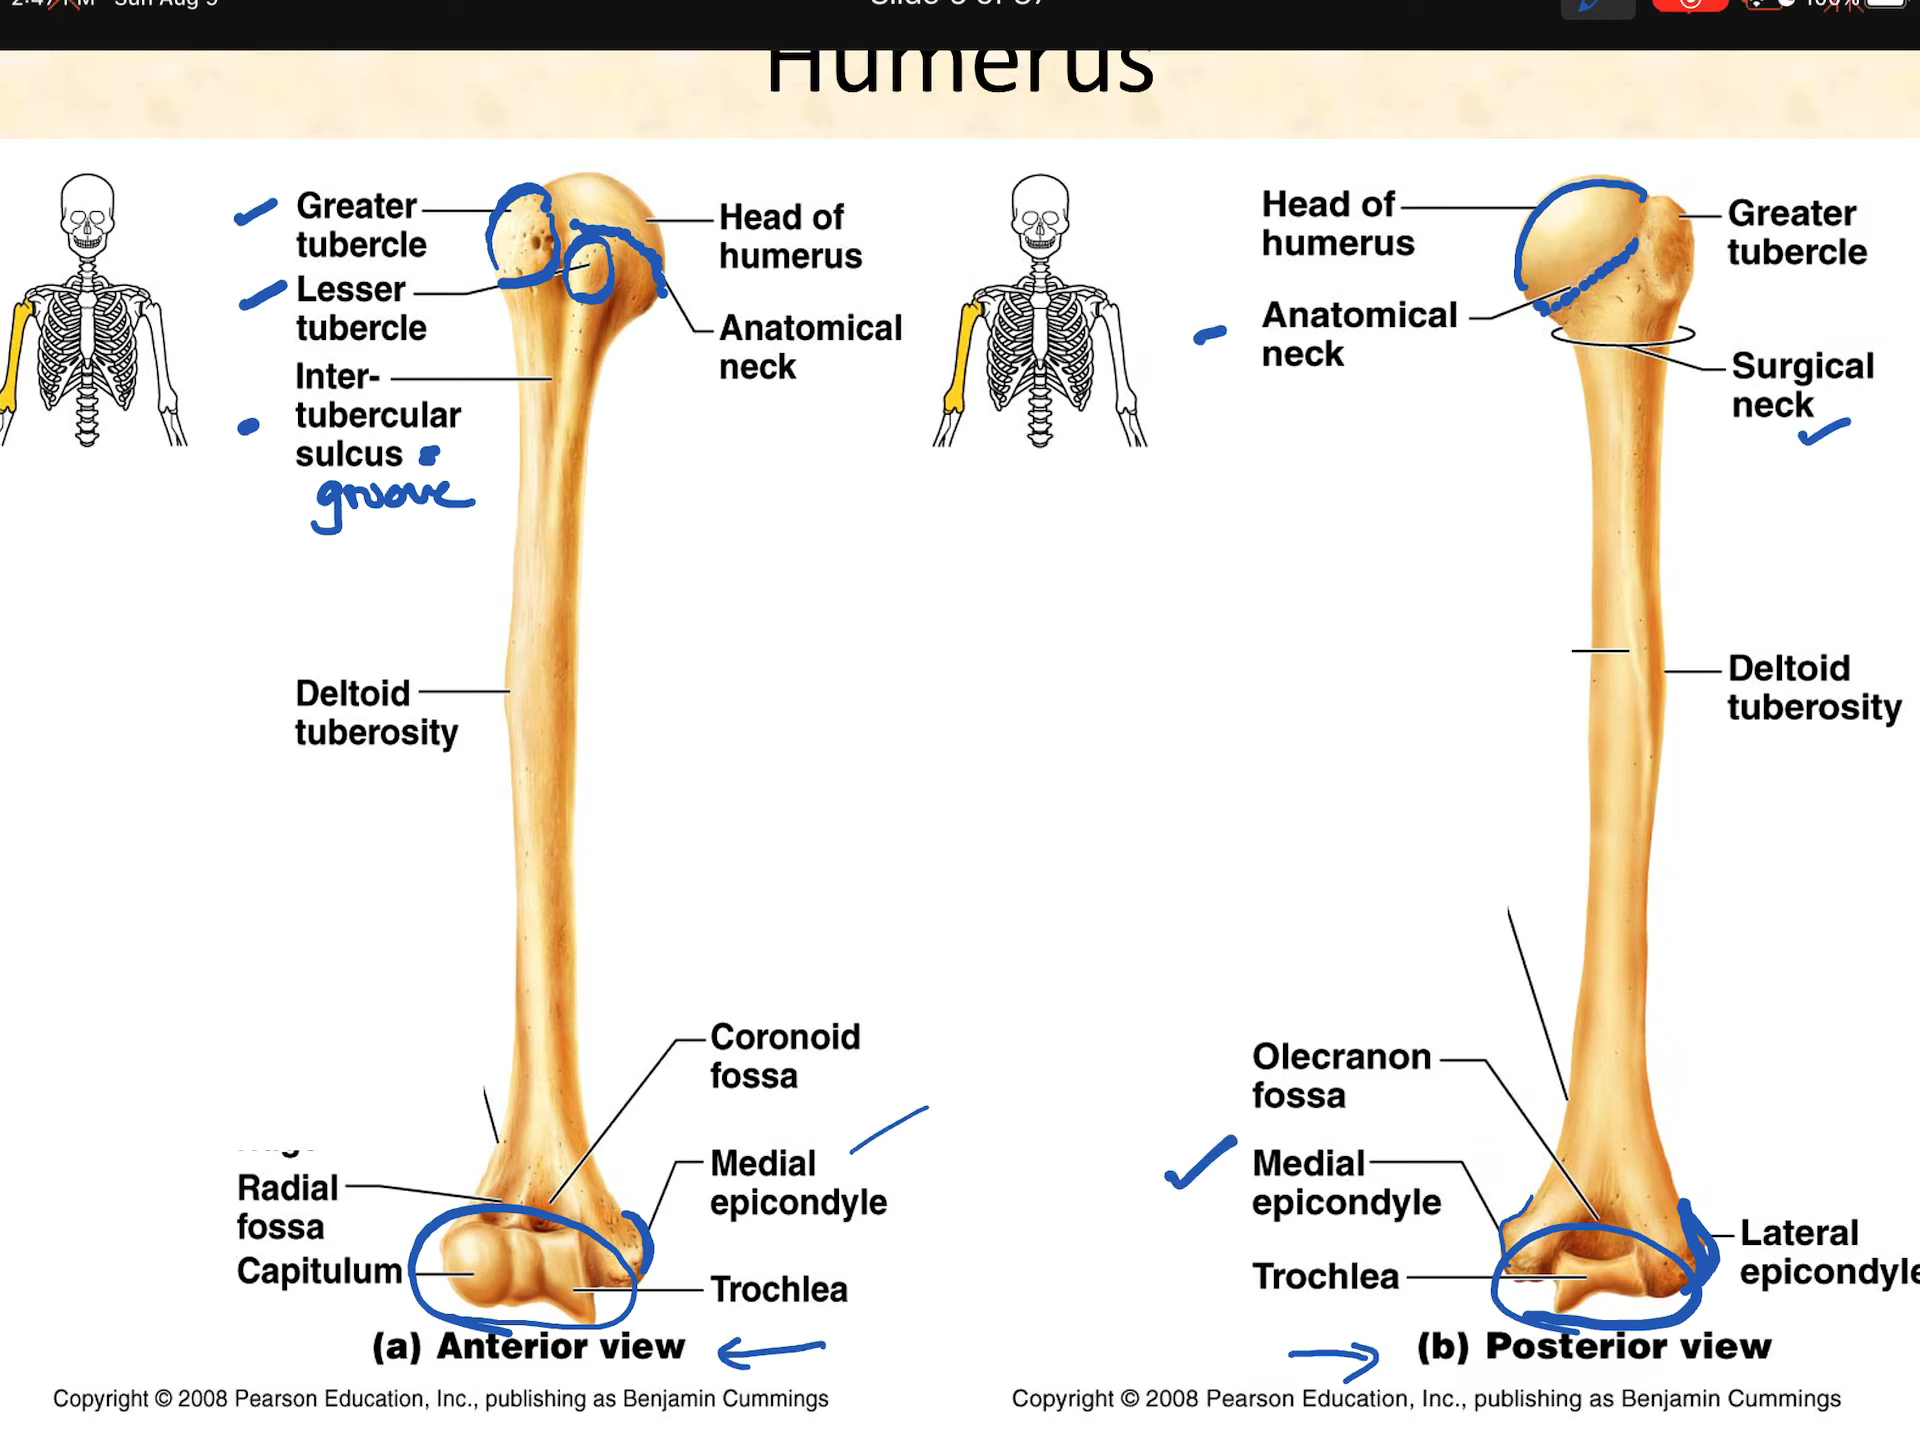 Sun Aug 9
Humerus
Greater
tubercle
Lesser
tubercle
Inter-
tubercular
sulcus
groove
Deltoid
tuberosity
Radial
fossa
Capitulum
Head of
humerus
Anatomical
neck
Coronoid
fossa
Medial
epicondyle
Trochlea
(a) Anterior view
Copyright © 2008 Pearson Education, Inc., publishing as Benjamin Cummings
Head of
humerus
Anatomical
neck
Olecranon
fossa
Medial
epicondyle
Trochlea
Greater
tubercle
Surgical
neck
Deltoid
tuberosity
Lateral
epicondyle
(b) Posterior view
Copyright © 2008 Pearson Education, Inc., publishing as Benjamin Cummings